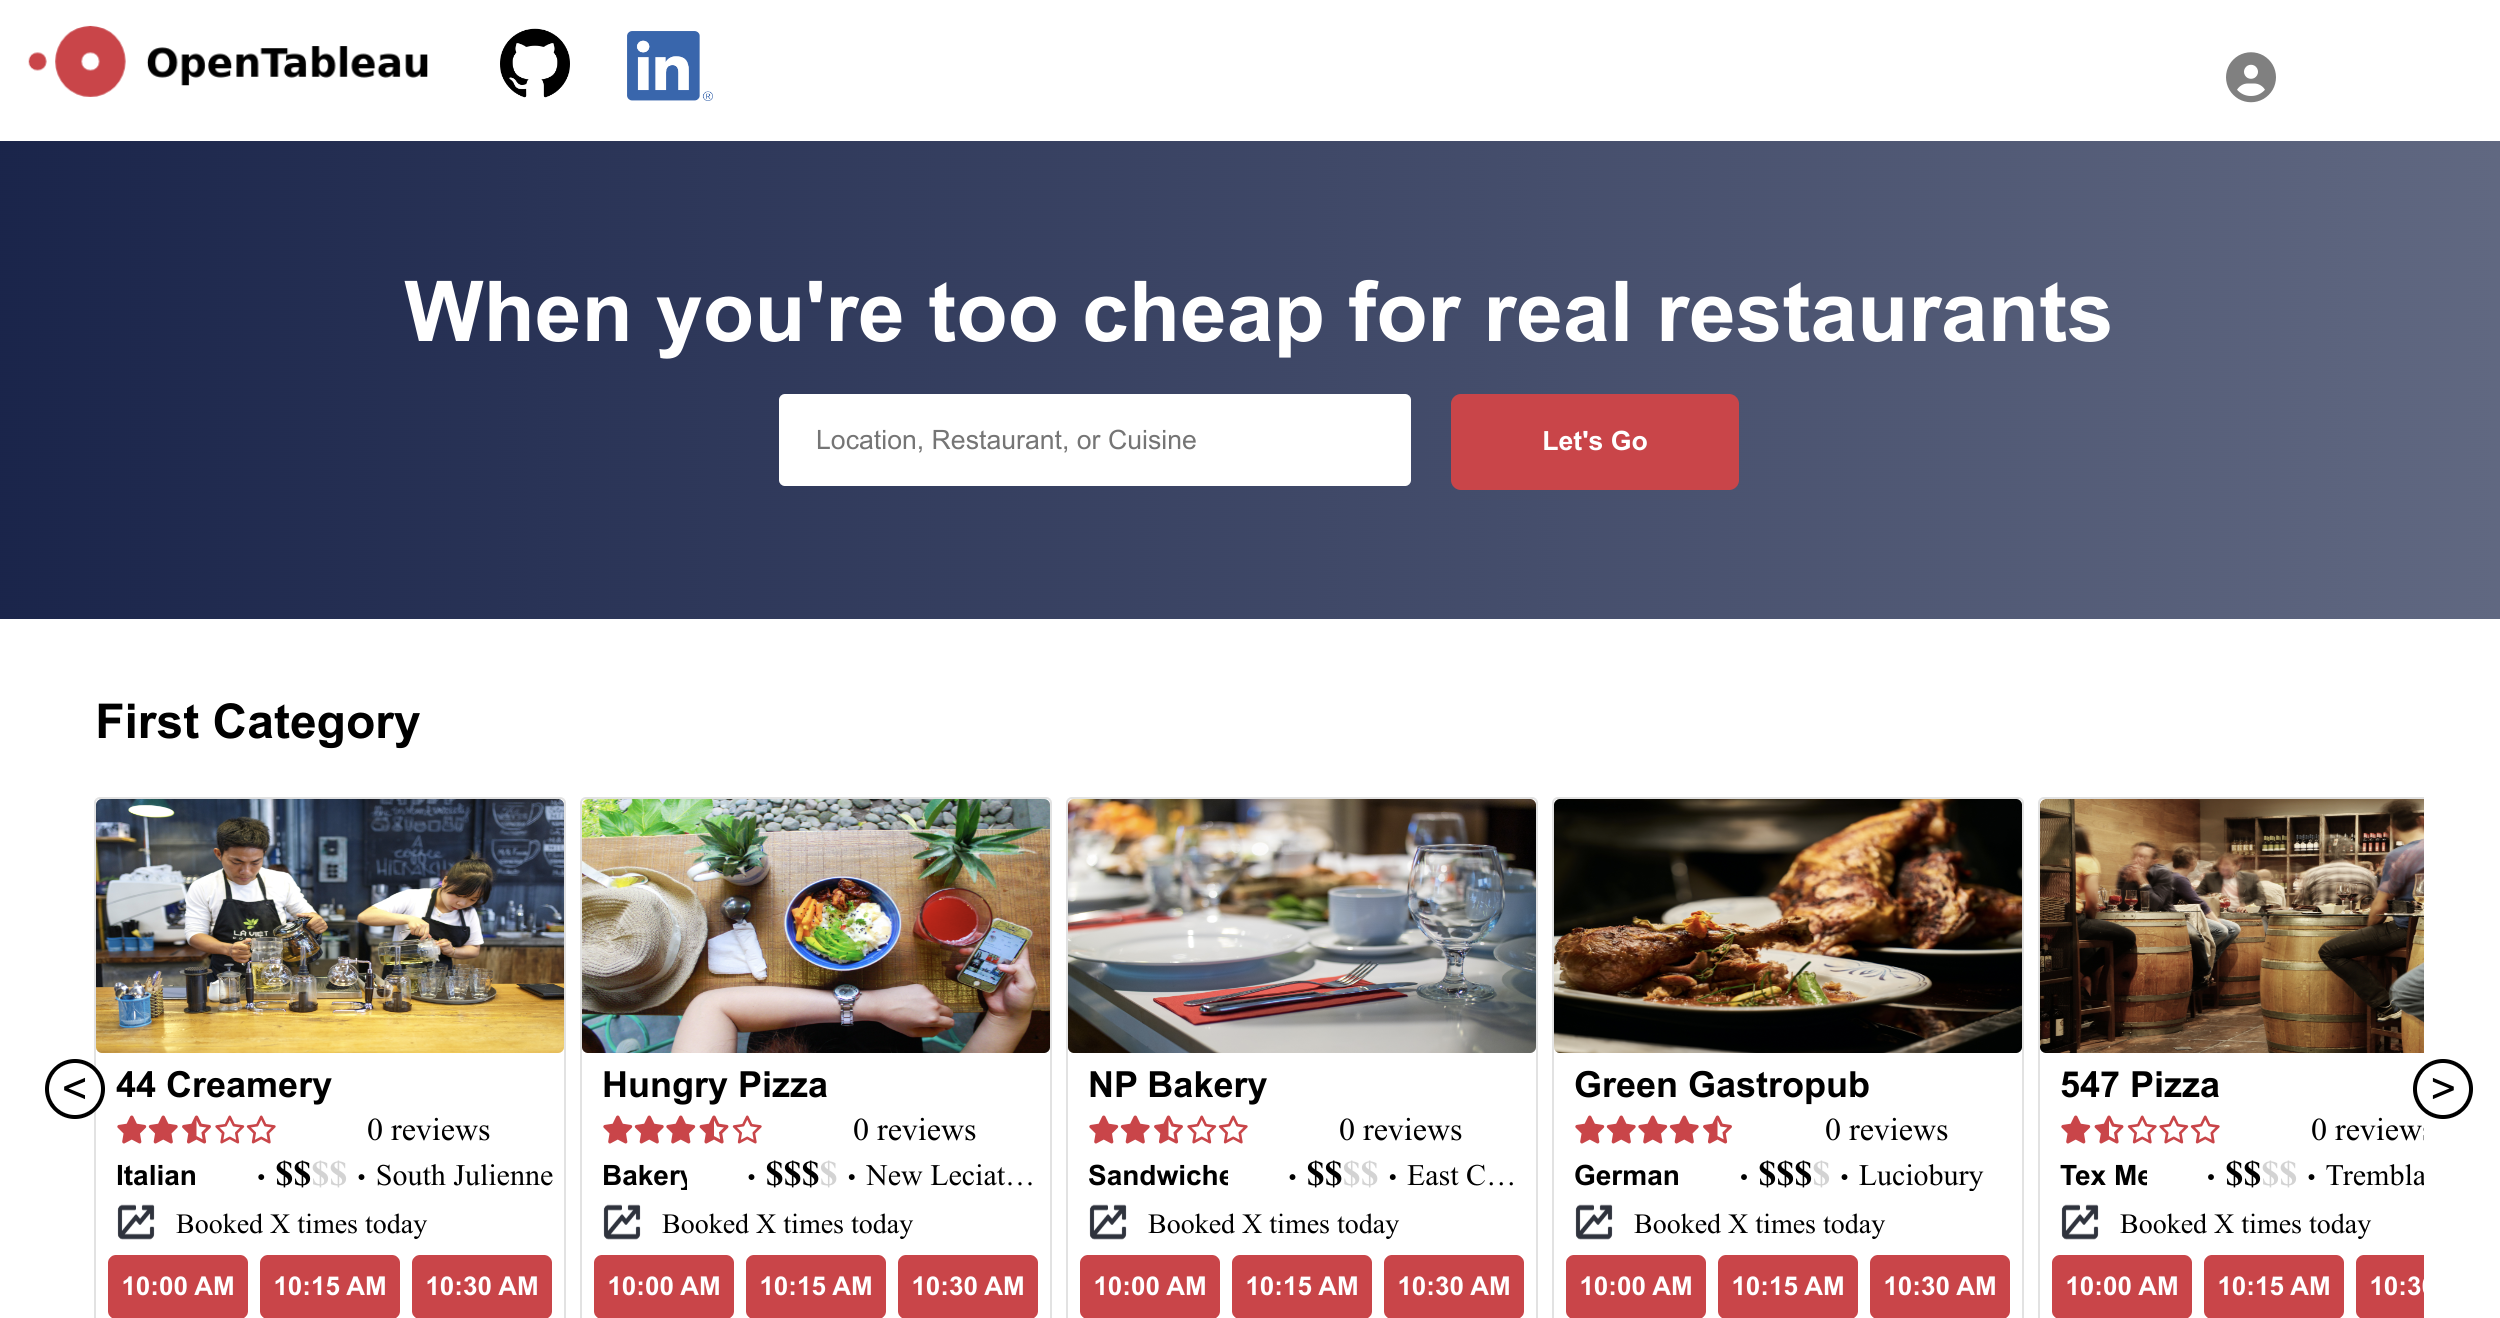 OpenTableau
in
When you're too cheap for real restaurants
Location, Restaurant, or Cuisine
Let's Go
First Category
<
>
44 Creamery
0 reviews
Italian • $$$$ • South Julienne
Booked X times today
10:00 AM 10:15 AM 10:30 AM
Hungry Pizza
0 reviews
Bakery • $$$$ • New Leciat…
Booked X times today
10:00 AM 10:15 AM 10:30 AM
NP Bakery
0 reviews
Sandwiche • $$$$ • East C…
Booked X times today
10:00 AM 10:15 AM 10:30 AM
Green Gastropub
0 reviews
German • $$$$ • Luciobury
Booked X times today
10:00 AM 10:15 AM 10:30 AM
547 Pizza
0 review
Tex Me • $$$$ • Trembla
Booked X times today
10:00 AM 10:15 AM 10:3